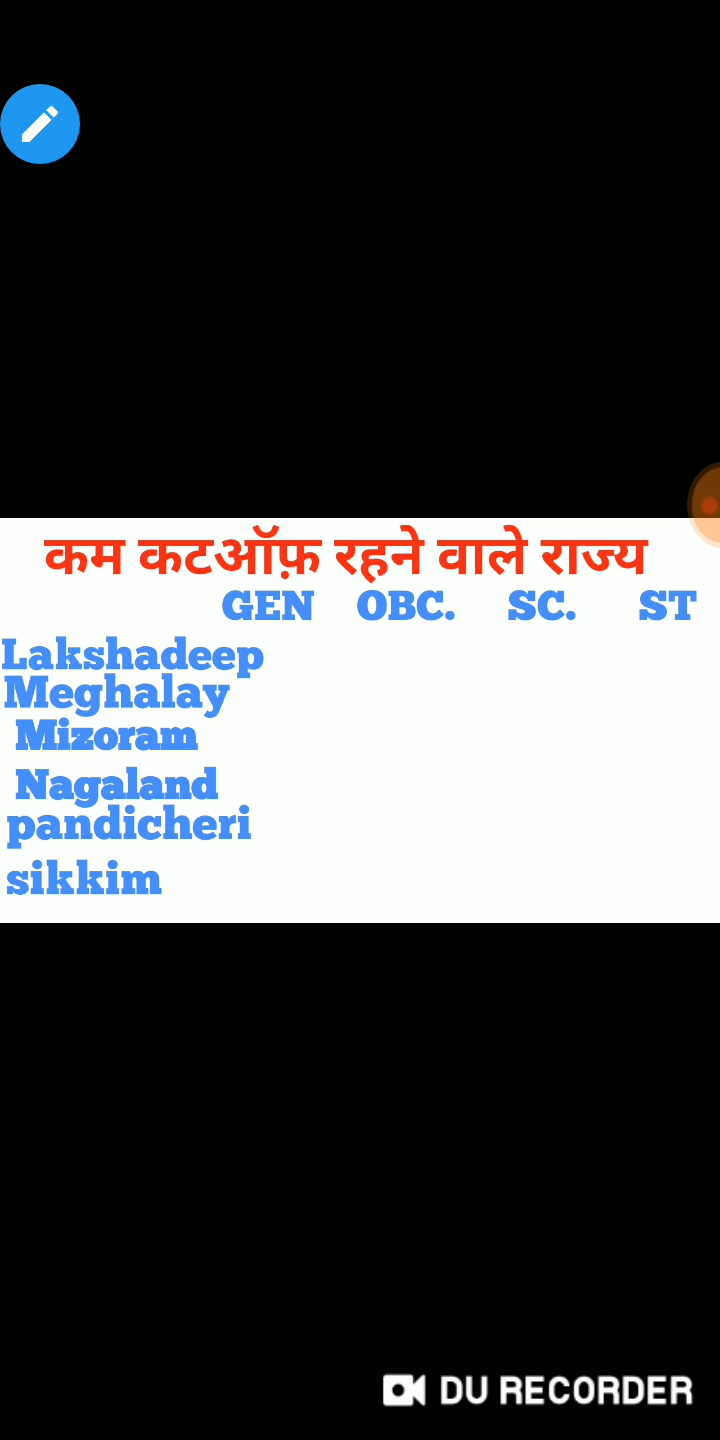 कम कटऑफ़ रहने वाले राज्य
GEN OBC. SC. ST
Lakshadeep
Meghalay
Mizoram
Nagaland
pandicheri
sikkim
DU RECORDER